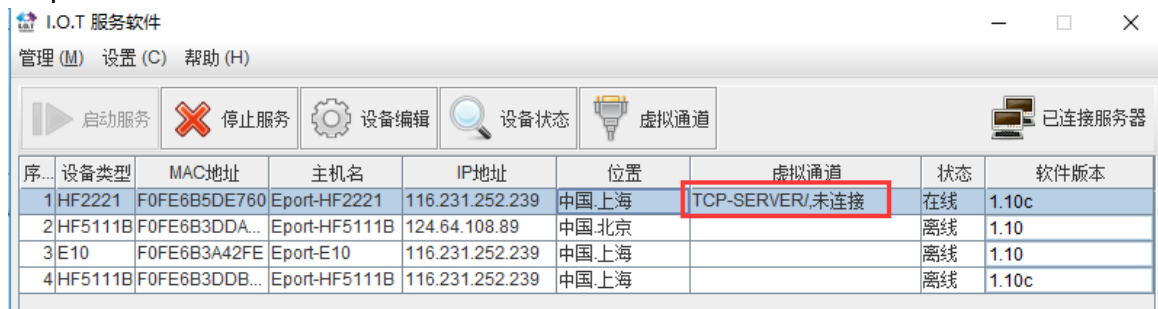 I.O.T 服务软件
管理 (M) 设置 (C) 帮助 (H)
启动服务 停止服务 设备编辑 设备状态 虚拟通道 已连接服务器
序... 设备类型 MAC地址 主机名 IP地址 位置 虚拟通道 状态 软件版本
1 HF2221 F0FE6B5DE760 Eport-HF2221 116.231.252.239 中国.上海 TCP-SERVER/,未连接 在线 1.10c
2 HF5111B F0FE6B3DDA... Eport-HF5111B 124.64.108.89 中国.北京 离线 1.10
3 E10 F0FE6B3A42FE Eport-E10 116.231.252.239 中国.上海 离线 1.10
4 HF5111B F0FE6B3DDB... Eport-HF5111B 116.231.252.239 中国.上海 离线 1.10c